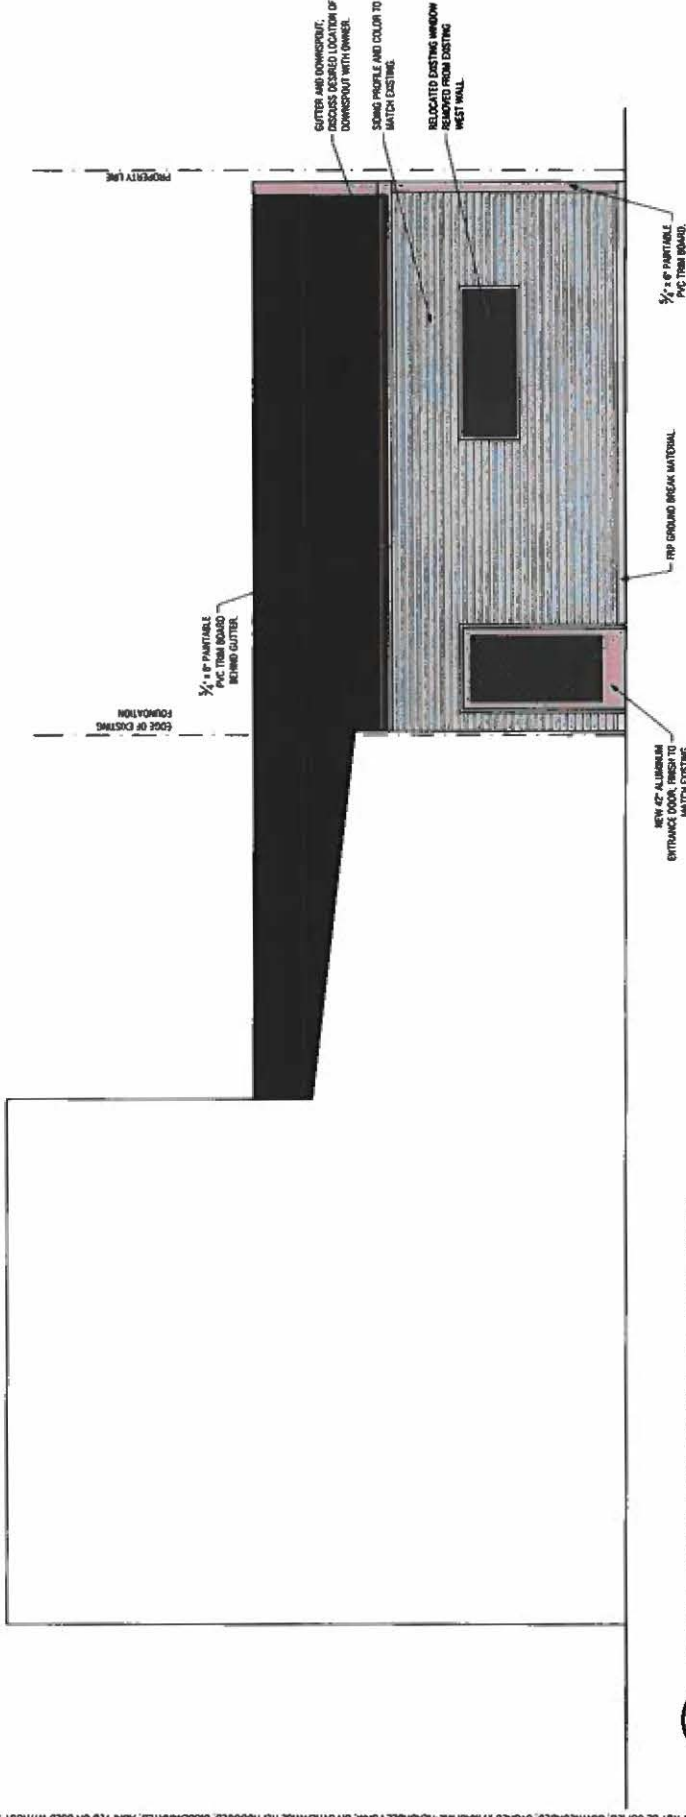 GUTTER AND DOWNSPOUT,
DISCUSS DESIRED LOCATION OF
DOWNSPOUT WITH OWNER.
SIDING PROFILE AND COLOR TO
MATCH EXISTING.
RELOCATED EXISTING WINDOW
REMOVED FROM EXISTING
WEST WALL.
PROPERTY LINE
5/4" x 6" PAINTABLE
PVC TRIM BOARD.
FRP GROUND BREAK MATERIAL.
5/4" x 8" PAINTABLE
PVC TRIM BOARD
BEHIND GUTTER.
EDGE OF EXISTING
FOUNDATION
NEW 42" ALUMINUM
ENTRANCE DOOR, FINISH TO
MATCH EXISTING